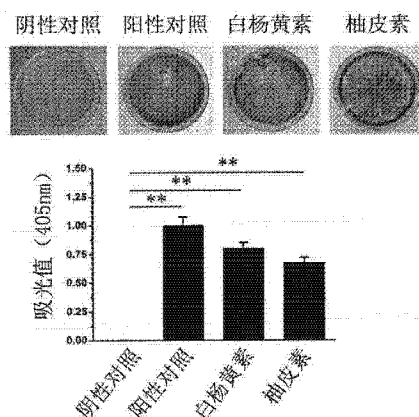 阴性对照 阳性对照 白杨黄素 柚皮素
吸光值（405nm）
1.50
1.25
1.00
0.75
0.50
0.25
0.00
**
**
**
阴性对照
阳性对照
白杨黄素
柚皮素